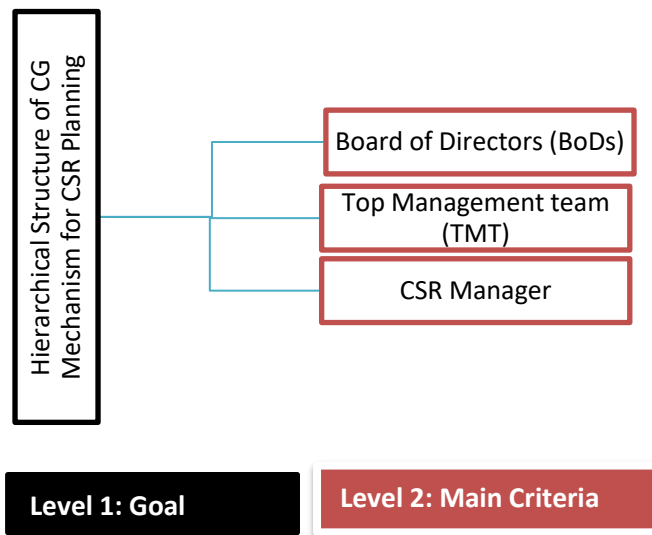 Hierarchical Structure of CG
Mechanism for CSR Planning
Board of Directors (BoDs)
Top Management team
(TMT)
CSR Manager
Level 1: Goal
Level 2: Main Criteria